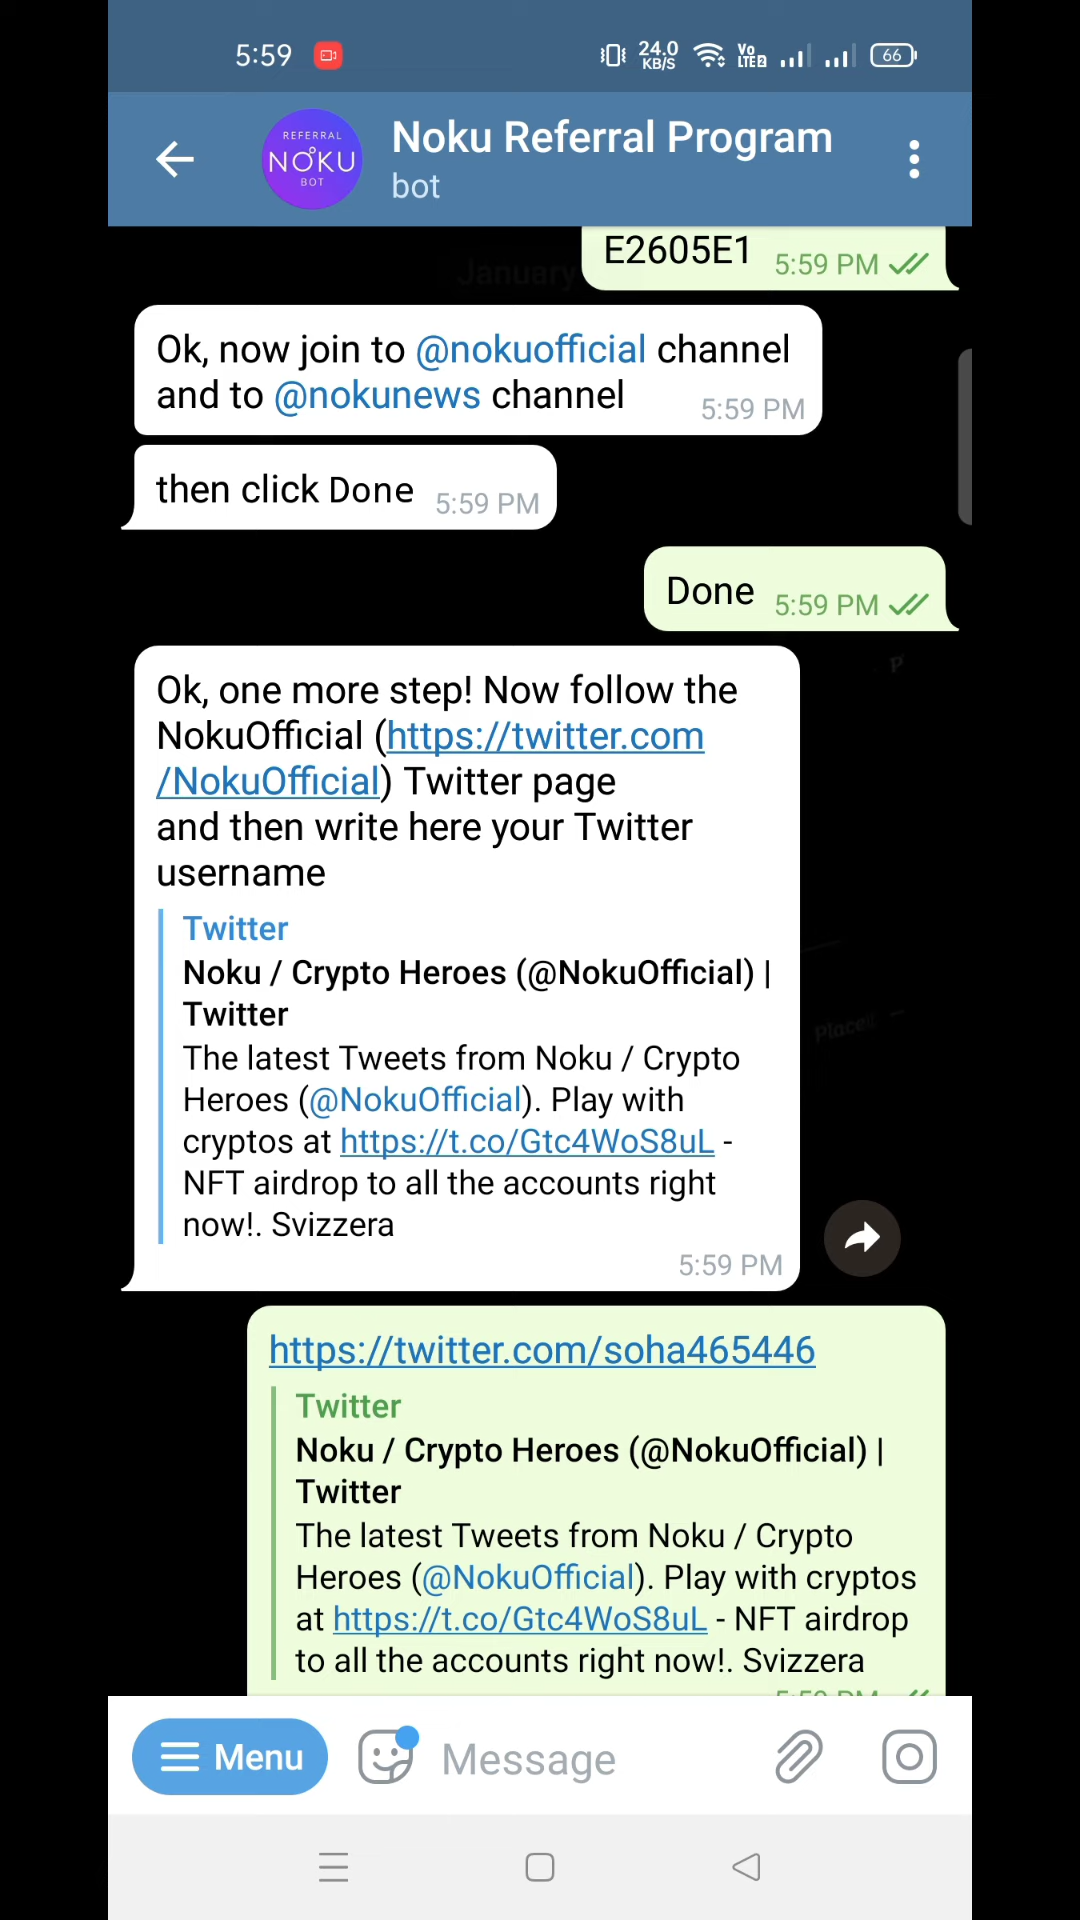 5:59
24.0
KB/S
Vo
LTE2
66
REFERRAL
NOKU
BOT
Noku Referral Program
bot
E2605E1
5:59 PM
January
Ok, now join to @nokuofficial channel
and to @nokunews channel
5:59 PM
then click Done
5:59 PM
Done
5:59 PM
Ok, one more step! Now follow the
NokuOfficial (https://twitter.com
/NokuOfficial) Twitter page
and then write here your Twitter
username
Twitter
Noku / Crypto Heroes (@NokuOfficial) |
Twitter
The latest Tweets from Noku / Crypto
Heroes (@NokuOfficial). Play with
cryptos at https://t.co/Gtc4WoS8uL -
NFT airdrop to all the accounts right
now!. Svizzera
5:59 PM
https://twitter.com/soha465446
Twitter
Noku / Crypto Heroes (@NokuOfficial) |
Twitter
The latest Tweets from Noku / Crypto
Heroes (@NokuOfficial). Play with cryptos
at https://t.co/Gtc4WoS8uL - NFT airdrop
to all the accounts right now!. Svizzera
5:59 PM
Menu
Message